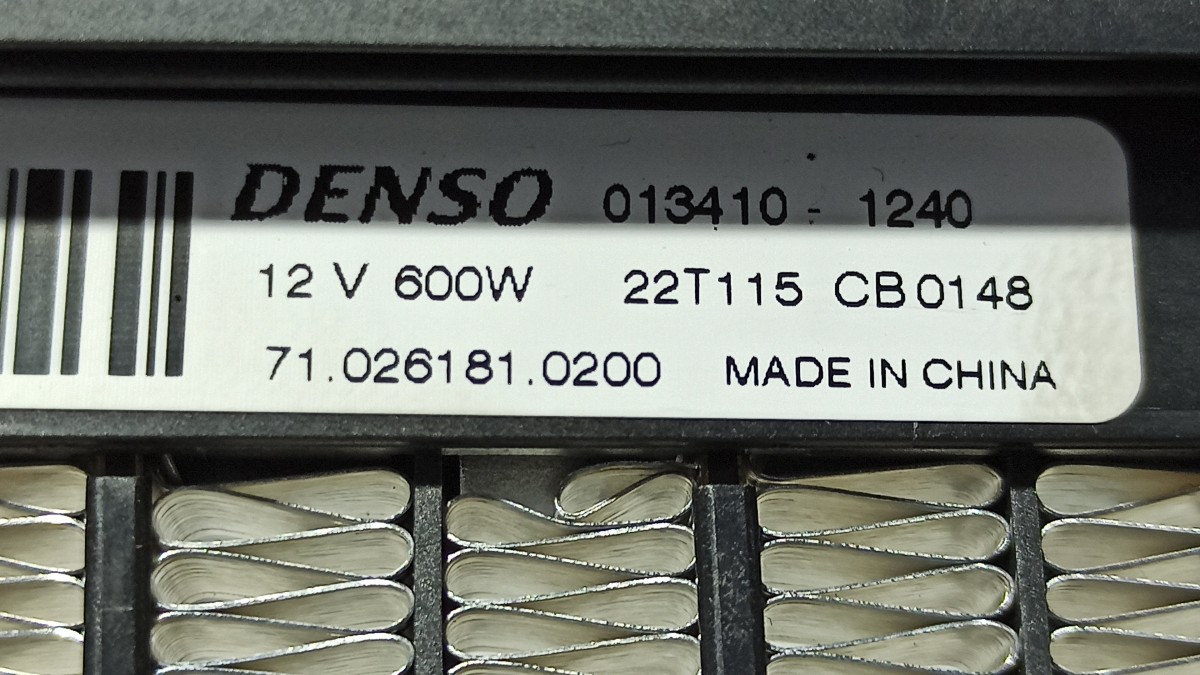 DENSO 013410 - 1240
12 V 600W 22T115 CB0148
71.026181.0200 MADE IN CHINA